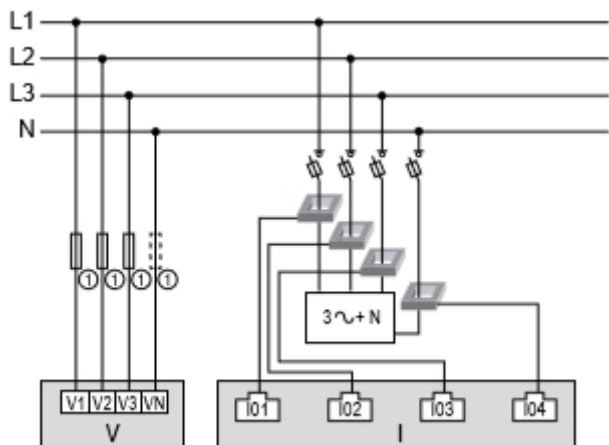 L1
L2
L3
N
① ① ① ①
3∿+ N
V1 V2 V3 VN
V
I01 I02 I03 I04
I